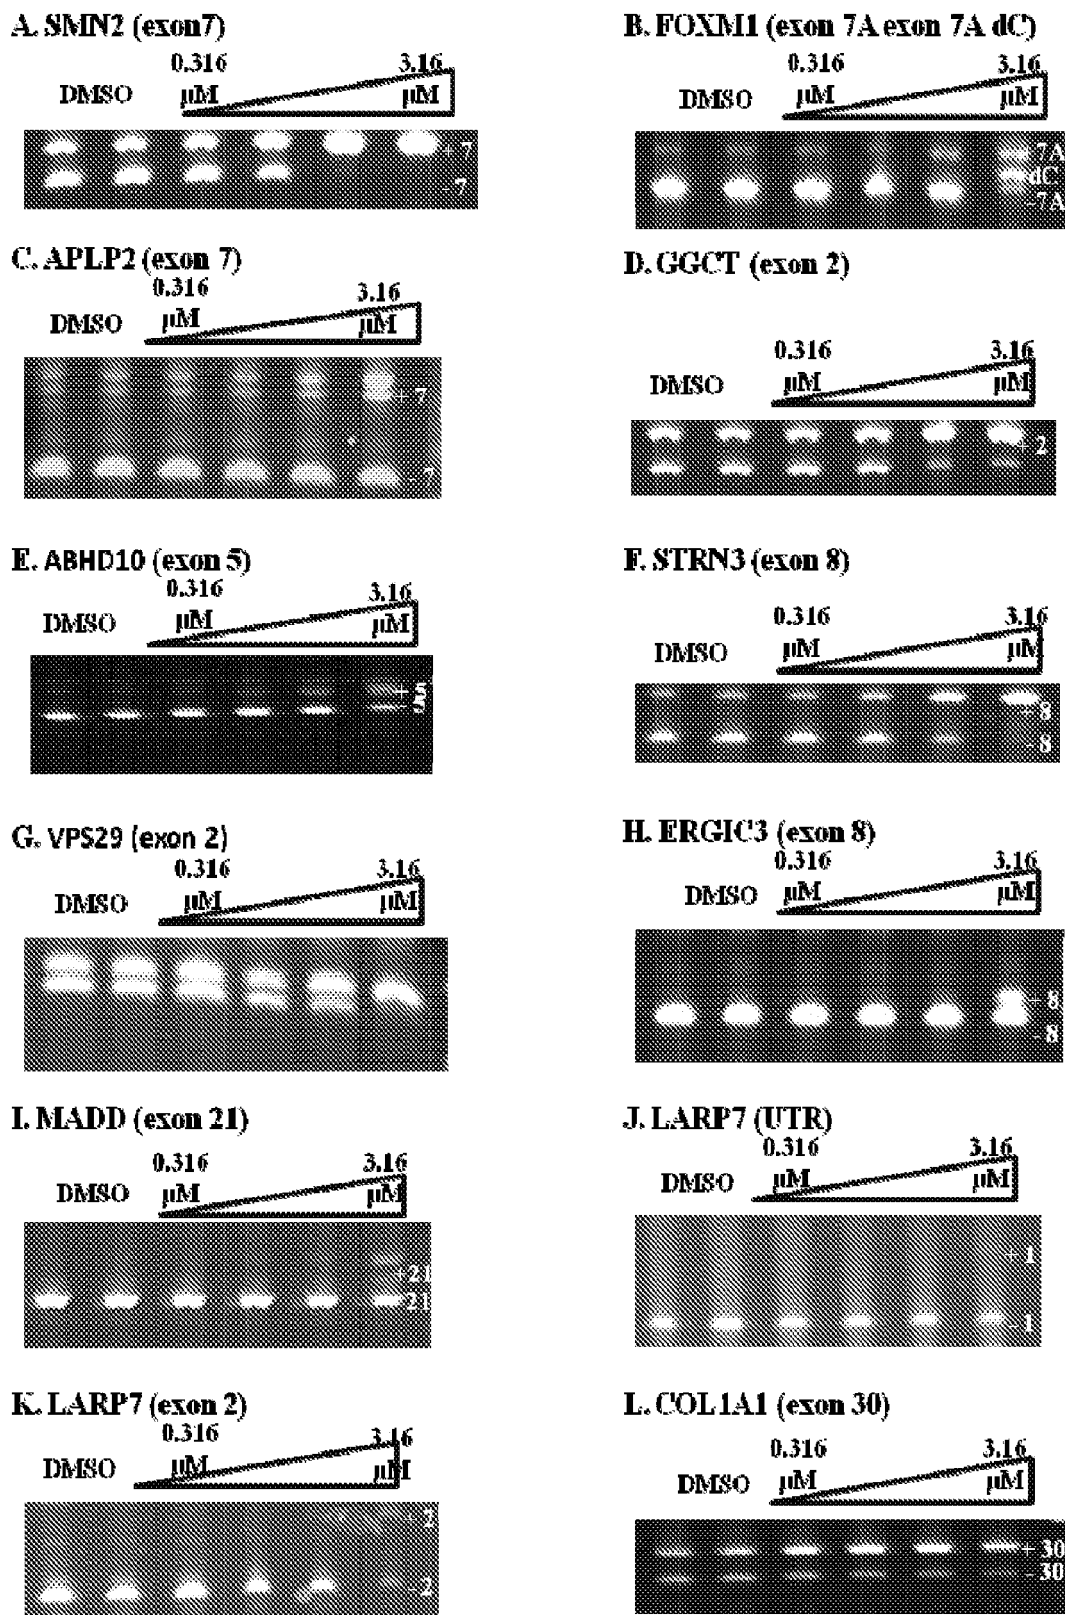 A. SMN2 (exon7)
0.316
3.16
DMSO
µM
µM
+7
-7
B. FOXM1 (exon 7A exon 7A dC)
0.316
3.16
DMSO
µM
µM
+7A
dC
-7A
C. APLP2 (exon 7)
0.316
3.16
DMSO
µM
µM
+7
-7
D. GGCT (exon 2)
0.316
3.16
DMSO
µM
µM
+2
E. ABHD10 (exon 5)
0.316
3.16
DMSO
µM
µM
+5
-5
F. STRN3 (exon 8)
0.316
3.16
DMSO
µM
µM
+8
-8
G. VPS29 (exon 2)
0.316
3.16
DMSO
µM
µM
H. ERGIC3 (exon 8)
0.316
3.16
DMSO
µM
µM
+8
-8
I. MADD (exon 21)
0.316
3.16
DMSO
µM
µM
+21
21
J. LARP7 (UTR)
0.316
3.16
DMSO
µM
µM
+1
-1
K. LARP7 (exon 2)
0.316
3.16
DMSO
µM
µM
+2
-2
L. COL1A1 (exon 30)
0.316
3.16
DMSO
µM
µM
+30
-30